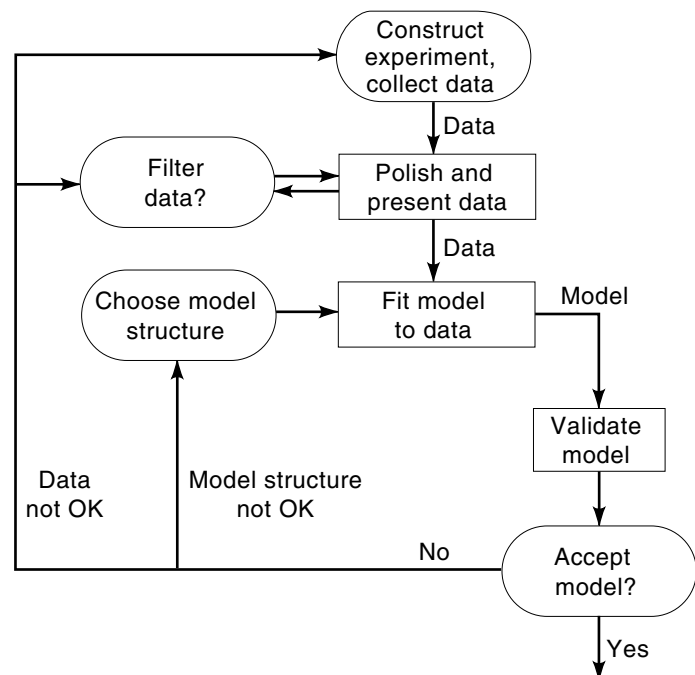 Construct
experiment,
collect data
Data
Filter
data?
Polish and
present data
Data
Choose model
structure
Fit model
to data
Model
Validate
model
Data
not OK
Model structure
not OK
No
Accept
model?
Yes